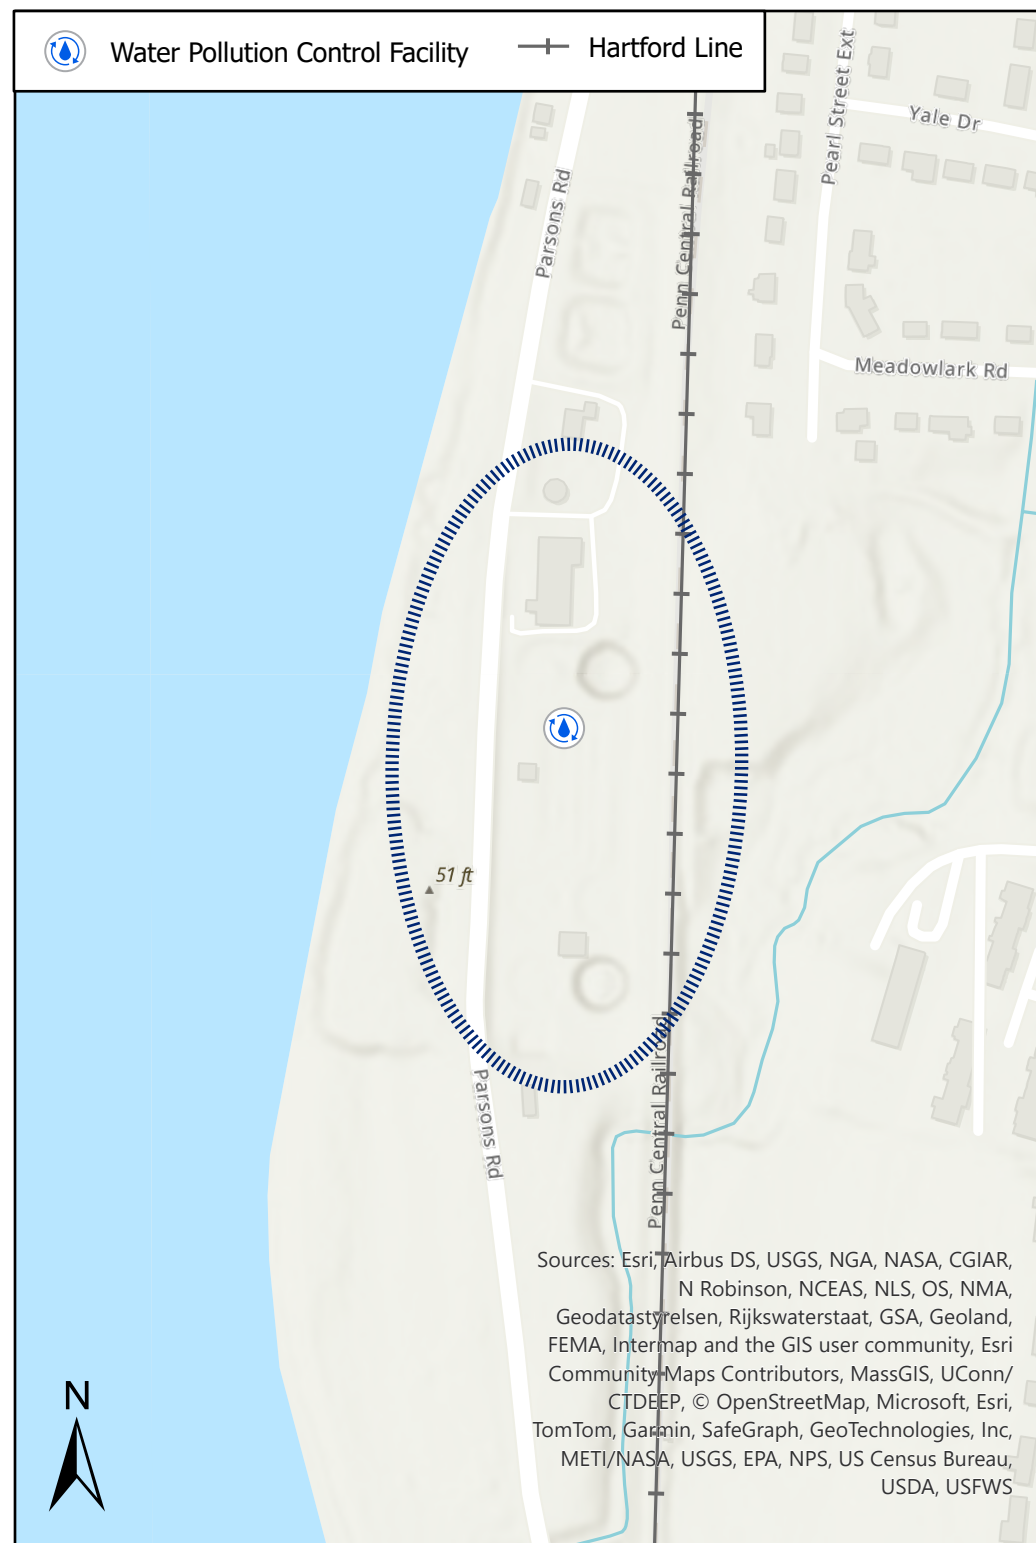 Water Pollution Control Facility
Hartford Line
Pearl Street Ext
Yale Dr
Parsons Rd
Penn Central Railroad
Meadowlark Rd
51 ft
Penn Central Railroad
Parsons Rd
Sources: Esri, Airbus DS, USGS, NGA, NASA, CGIAR,
N Robinson, NCEAS, NLS, OS, NMA,
Geodatastyrelsen, Rijkswaterstaat, GSA, Geoland,
FEMA, Intermap and the GIS user community, Esri
Community Maps Contributors, MassGIS, UConn/
CTDEEP, © OpenStreetMap, Microsoft, Esri,
TomTom, Garmin, SafeGraph, GeoTechnologies, Inc,
METI/NASA, USGS, EPA, NPS, US Census Bureau,
USDA, USFWS
N